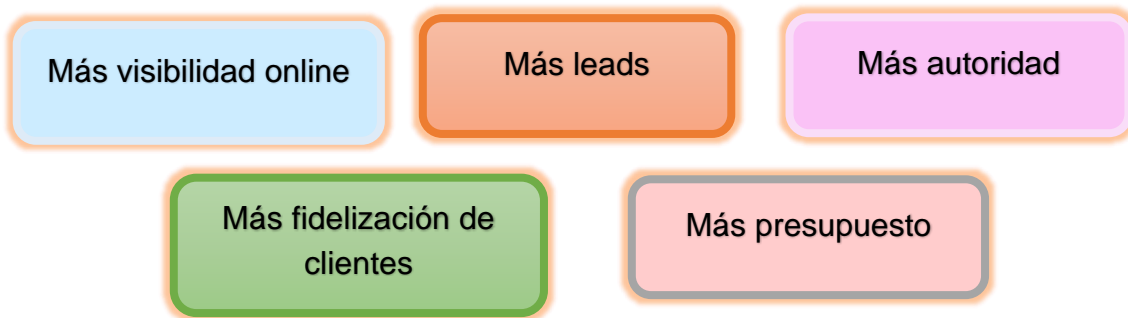 Más visibilidad online
Más leads
Más autoridad
Más fidelización de
clientes
Más presupuesto